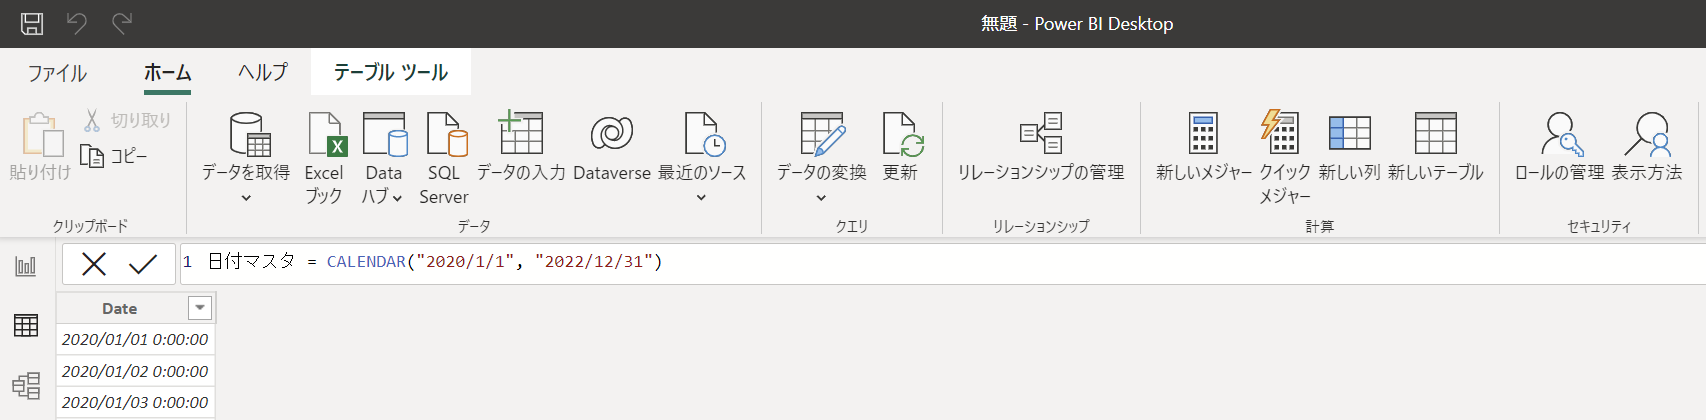 無題 - Power BI Desktop
ファイル ホーム ヘルプ テーブル ツール
貼り付け
切り取り
コピー
クリップボード
データを取得
Excel
ブック
Data
ハブ
SQL
Server
データの入力
Dataverse
最近のソース
データ
データの変換
更新
クエリ
リレーションシップの管理
リレーションシップ
新しいメジャー
クイック
メジャー
新しい列
新しいテーブル
計算
ロールの管理
表示方法
セキュリティ
1 日付マスタ = CALENDAR("2020/1/1", "2022/12/31")
Date
2020/01/01 0:00:00
2020/01/02 0:00:00
2020/01/03 0:00:00